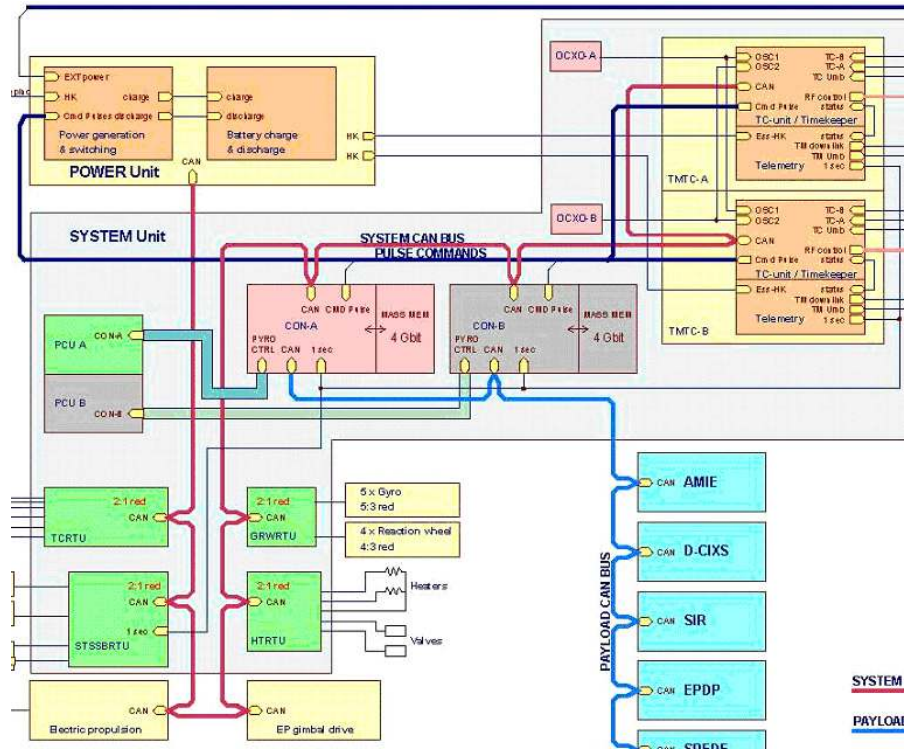 EXT power
HK
Cmd Pulses
charge
discharge
Power generation
& switching
charge
discharge
Battery charge
& discharge
HK
HK
CAN
POWER Unit
OCXO-A
OSC1
OSC2
CAN
Cmd Pulse
TC-B
TC-A
TC Umb
RF control
status
TC-unit / Timekeeper
Ess-HK
status
TM down link
TM Umb
1 sec
Telemetry
TMTC-A
OCXO-B
OSC1
OSC2
CAN
Cmd Pulse
TC-B
TC-A
TC Umb
RF control
status
TC-unit / Timekeeper
Ess-HK
status
TM down link
TM Umb
1 sec
Telemetry
TMTC-B
SYSTEM Unit
SYSTEM CAN BUS
PULSE COMMANDS
CAN
CMD Pulse
CON-A
PYRO
CTRL
CAN
1 sec
MASS MEM
4 Gbit
CAN
CMD Pulse
CON-B
PYRO
CTRL
CAN
1 sec
MASS MEM
4 Gbit
PCU A
CON-A
PCU B
CON-B
2:1 red
CAN
TCRTU
2:1 red
CAN
GRWRTU
5 x Gyro
5:3 red
4 x Reaction wheel
4:3 red
2:1 red
CAN
1 sec
STSSBRTU
2:1 red
CAN
HTRTU
Heaters
Valves
CAN
Electric propulsion
CAN
EP gimbal drive
PAYLOAD CAN BUS
CAN AMIE
CAN D-CIXS
CAN SIR
CAN EPDP
CAN SPEDE
SYSTEM
PAYLOAD